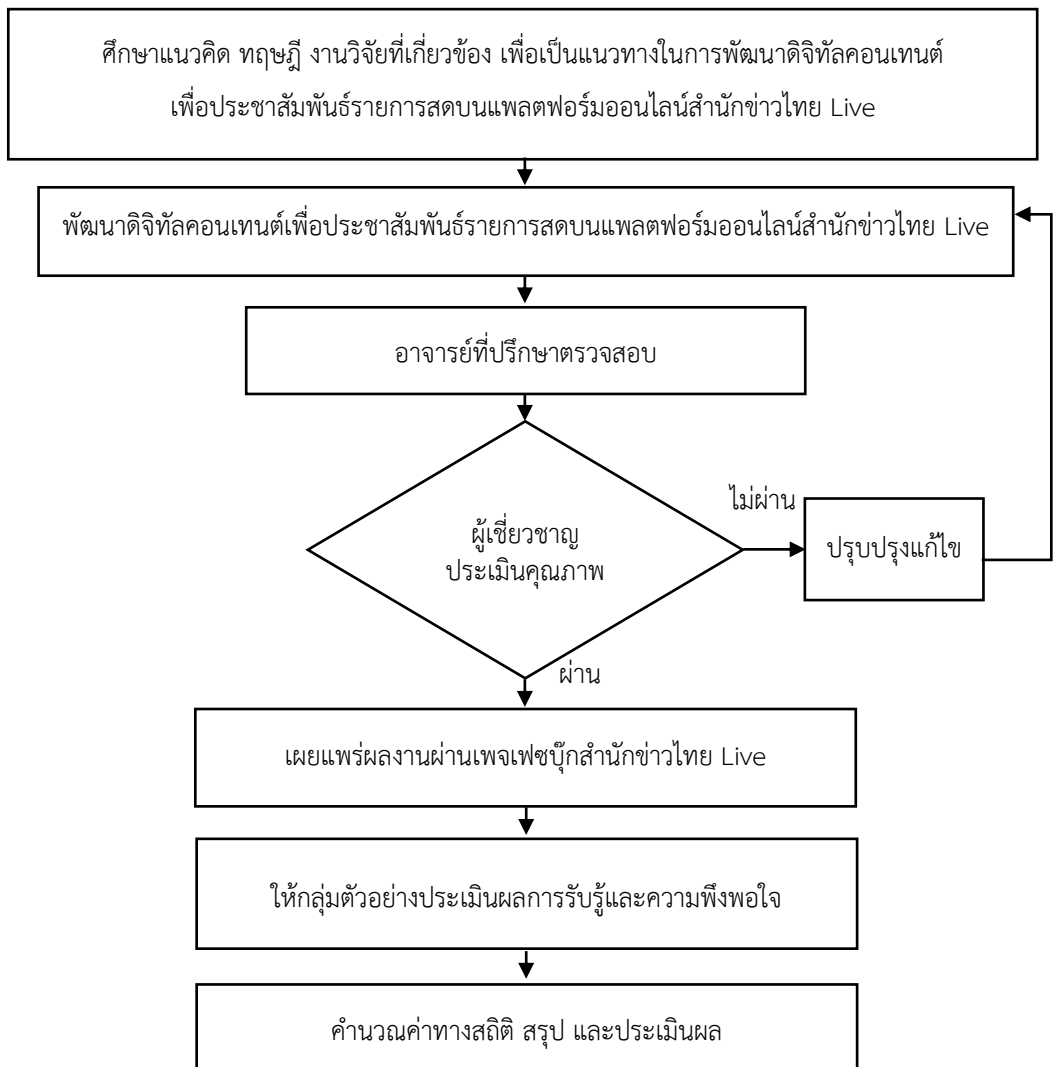 ศึกษาแนวคิด ทฤษฎี งานวิจัยที่เกี่ยวข้อง เพื่อเป็นแนวทางในการพัฒนาดิจิทัลคอนเทนต์
เพื่อประชาสัมพันธ์รายการสดบนแพลตฟอร์มออนไลน์สำนักข่าวไทย Live
พัฒนาดิจิทัลคอนเทนต์เพื่อประชาสัมพันธ์รายการสดบนแพลตฟอร์มออนไลน์สำนักข่าวไทย Live
อาจารย์ที่ปรึกษาตรวจสอบ
ไม่ผ่าน
ผู้เชี่ยวชาญ
ประเมินคุณภาพ
ปรุบปรุงแก้ไข
ผ่าน
เผยแพร่ผลงานผ่านเพจเฟซบุ๊กสำนักข่าวไทย Live
ให้กลุ่มตัวอย่างประเมินผลการรับรู้และความพึงพอใจ
คำนวณค่าทางสถิติ สรุป และประเมินผล